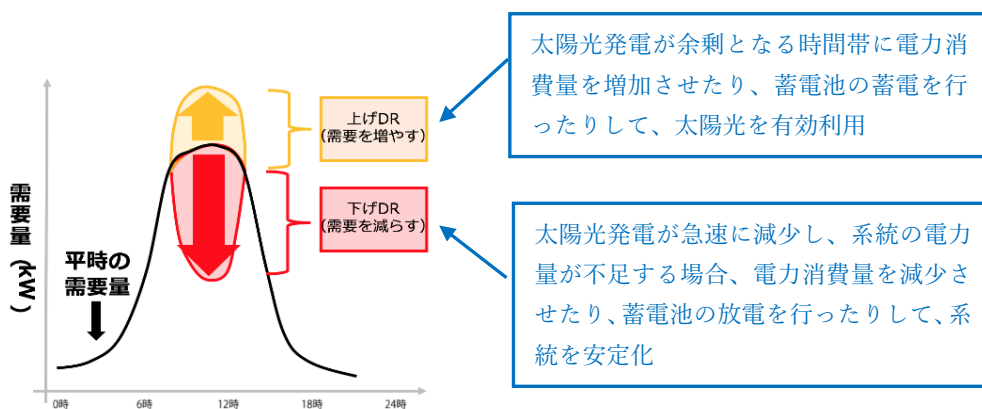 太陽光発電が余剰となる時間帯に電力消
費量を増加させたり、蓄電池の蓄電を行
ったりして、太陽光を有効利用
上げDR
(需要を増やす)
下げDR
(需要を減らす)
太陽光発電が急速に減少し、系統の電力
量が不足する場合、電力消費量を減少さ
せたり、蓄電池の放電を行ったりして、系
統を安定化
需要量(kW)
平時の
需要量
0時 6時 12時 18時 24時